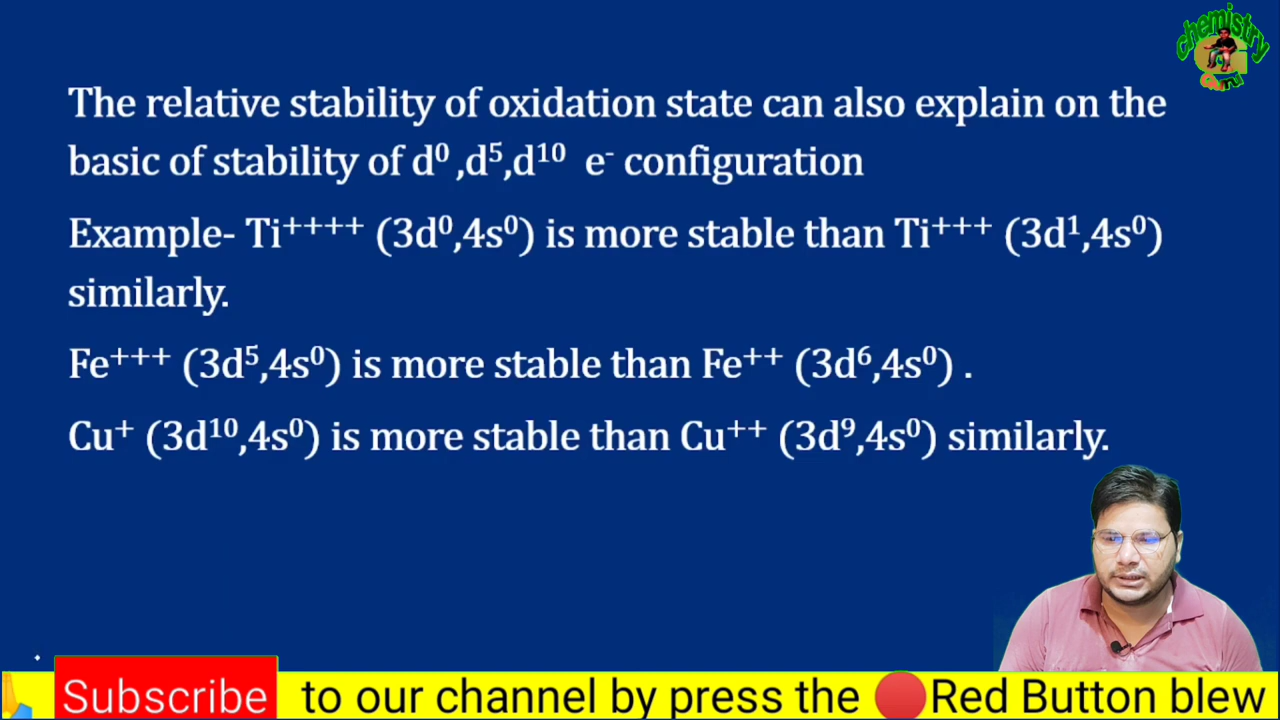 chemistry
G
Guru
The relative stability of oxidation state can also explain on the
basic of stability of d⁰ ,d⁵,d¹⁰ e⁻ configuration
Example- Ti⁺⁺⁺⁺ (3d⁰,4s⁰) is more stable than Ti⁺⁺⁺ (3d¹,4s⁰)
similarly.
Fe⁺⁺⁺ (3d⁵,4s⁰) is more stable than Fe⁺⁺ (3d⁶,4s⁰) .
Cu⁺ (3d¹⁰,4s⁰) is more stable than Cu⁺⁺ (3d⁹,4s⁰) similarly.
Subscribe to our channel by press the Red Button blew